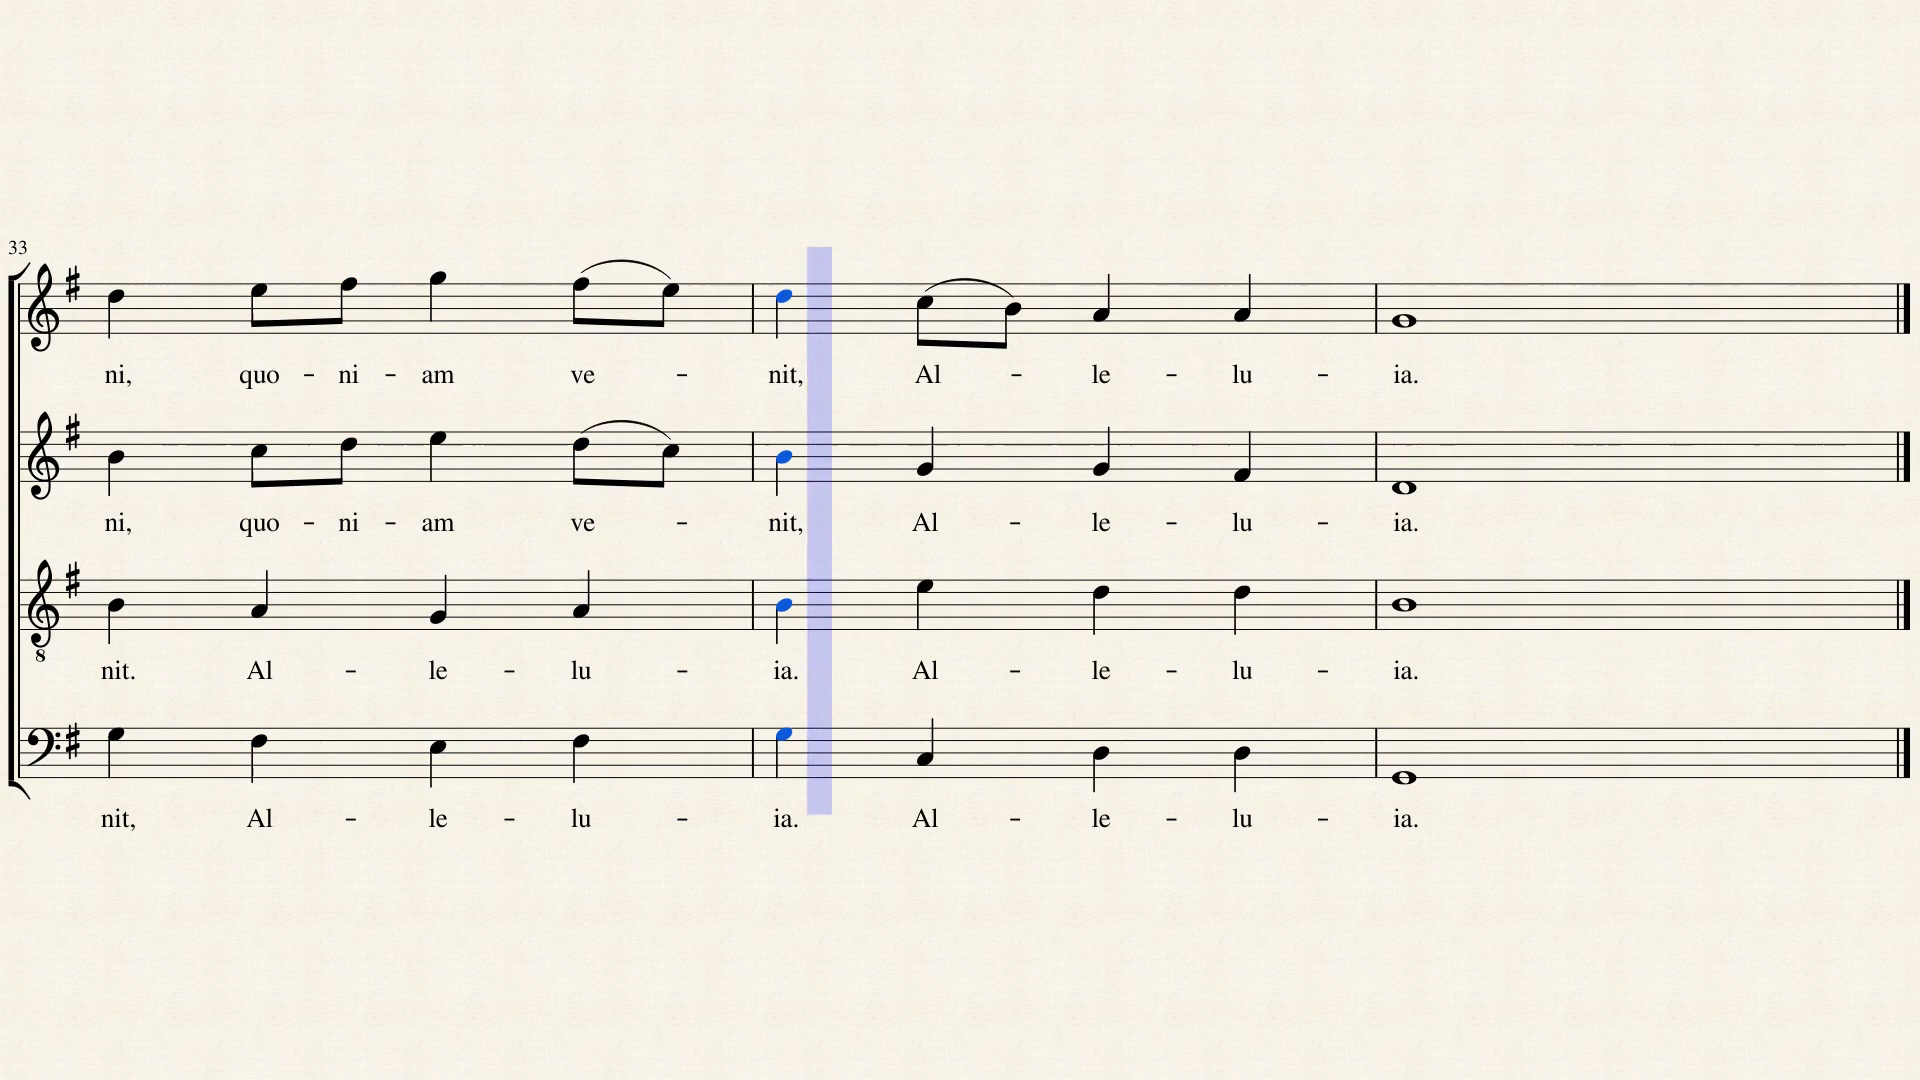 33
ni, quo - ni - am ve - nit, Al - le - lu - ia.
ni, quo - ni - am ve - nit, Al - le - lu - ia.
8
nit. Al - le - lu - ia. Al - le - lu - ia.
nit, Al - le - lu - ia. Al - le - lu - ia.